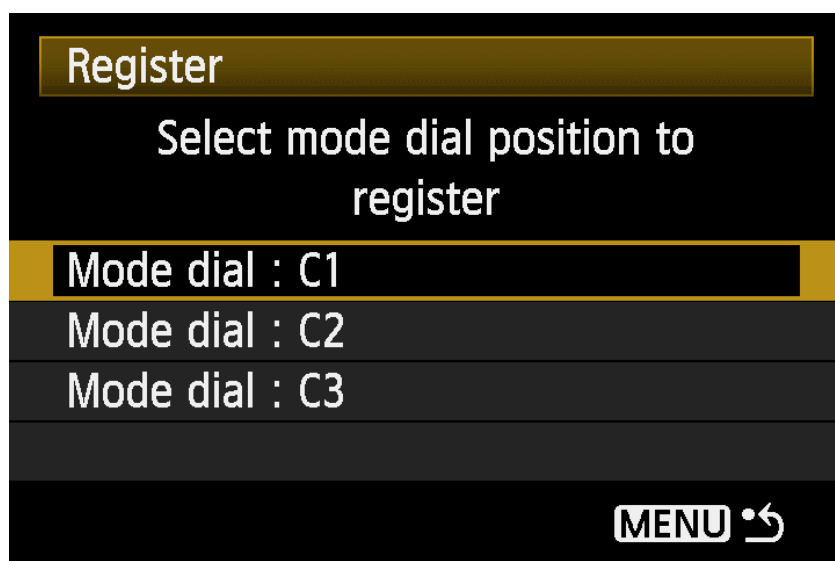 Register
Select mode dial position to
register
Mode dial : C1
Mode dial : C2
Mode dial : C3
MENU